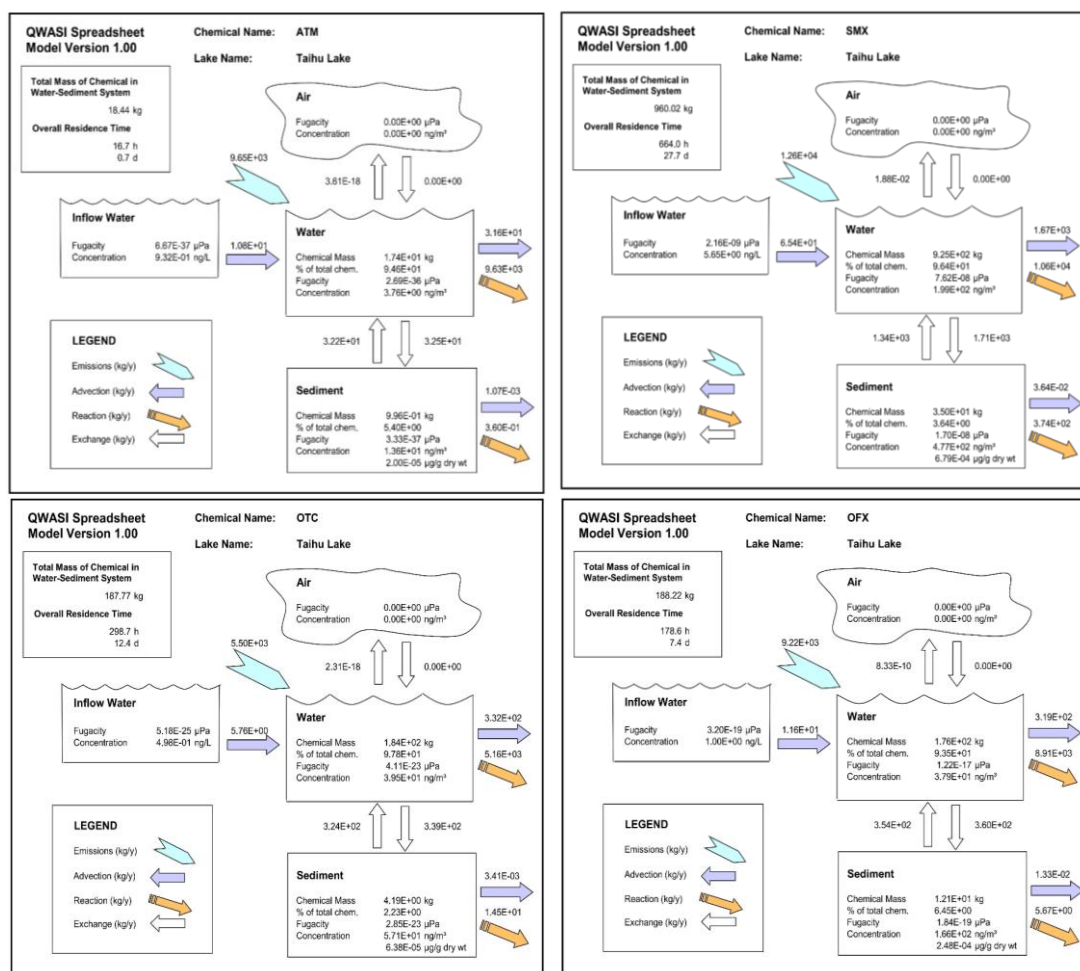 QWASI Spreadsheet
Model Version 1.00
Chemical Name: ATM
Lake Name: Taihu Lake
Total Mass of Chemical in
Water-Sediment System
18.44 kg
Overall Residence Time
16.7 h
0.7 d
Air
Fugacity 0.00E+00 µPa
Concentration 0.00E+00 ng/m³
9.65E+03
3.61E-18
0.00E+00
Inflow Water
Fugacity 6.67E-37 µPa
Concentration 9.32E-01 ng/L
1.08E+01
Water
Chemical Mass 1.74E+01 kg
% of total chem. 9.46E+01
Fugacity 2.69E-36 µPa
Concentration 3.76E+00 ng/m³
3.16E+01
9.63E+03
3.22E+01
3.25E+01
LEGEND
Emissions (kg/y)
Advection (kg/y)
Reaction (kg/y)
Exchange (kg/y)
Sediment
Chemical Mass 9.96E-01 kg
% of total chem. 5.40E+00
Fugacity 3.33E-37 µPa
Concentration 1.36E+01 ng/m³
2.00E-05 µg/g dry wt
1.07E-03
3.60E-01
QWASI Spreadsheet
Model Version 1.00
Chemical Name: SMX
Lake Name: Taihu Lake
Total Mass of Chemical in
Water-Sediment System
960.02 kg
Overall Residence Time
664.0 h
27.7 d
Air
Fugacity 0.00E+00 µPa
Concentration 0.00E+00 ng/m³
1.26E+04
1.88E-02
0.00E+00
Inflow Water
Fugacity 2.16E-09 µPa
Concentration 5.65E+00 ng/L
6.54E+01
Water
Chemical Mass 9.25E+02 kg
% of total chem. 9.64E+01
Fugacity 7.62E-08 µPa
Concentration 1.99E+02 ng/m³
1.67E+03
1.06E+04
1.34E+03
1.71E+03
LEGEND
Emissions (kg/y)
Advection (kg/y)
Reaction (kg/y)
Exchange (kg/y)
Sediment
Chemical Mass 3.50E+01 kg
% of total chem. 3.64E+00
Fugacity 1.70E-08 µPa
Concentration 4.77E+02 ng/m³
6.79E-04 µg/g dry wt
3.64E-02
3.74E+02
QWASI Spreadsheet
Model Version 1.00
Chemical Name: OTC
Lake Name: Taihu Lake
Total Mass of Chemical in
Water-Sediment System
187.77 kg
Overall Residence Time
298.7 h
12.4 d
Air
Fugacity 0.00E+00 µPa
Concentration 0.00E+00 ng/m³
5.50E+03
2.31E-18
0.00E+00
Inflow Water
Fugacity 5.18E-25 µPa
Concentration 4.98E-01 ng/L
5.76E+00
Water
Chemical Mass 1.84E+02 kg
% of total chem. 9.78E+01
Fugacity 4.11E-23 µPa
Concentration 3.95E+01 ng/m³
3.32E+02
5.16E+03
3.24E+02
3.39E+02
LEGEND
Emissions (kg/y)
Advection (kg/y)
Reaction (kg/y)
Exchange (kg/y)
Sediment
Chemical Mass 4.19E+00 kg
% of total chem. 2.23E+00
Fugacity 2.85E-23 µPa
Concentration 5.71E+01 ng/m³
6.38E-05 µg/g dry wt
3.41E-03
1.45E+01
QWASI Spreadsheet
Model Version 1.00
Chemical Name: OFX
Lake Name: Taihu Lake
Total Mass of Chemical in
Water-Sediment System
188.22 kg
Overall Residence Time
178.6 h
7.4 d
Air
Fugacity 0.00E+00 µPa
Concentration 0.00E+00 ng/m³
9.22E+03
8.33E-10
0.00E+00
Inflow Water
Fugacity 3.20E-19 µPa
Concentration 1.00E+00 ng/L
1.16E+01
Water
Chemical Mass 1.76E+02 kg
% of total chem. 9.35E+01
Fugacity 1.22E-17 µPa
Concentration 3.79E+01 ng/m³
3.19E+02
8.91E+03
3.54E+02
3.60E+02
LEGEND
Emissions (kg/y)
Advection (kg/y)
Reaction (kg/y)
Exchange (kg/y)
Sediment
Chemical Mass 1.21E+01 kg
% of total chem. 6.45E+00
Fugacity 1.84E-19 µPa
Concentration 1.66E+02 ng/m³
2.48E-04 µg/g dry wt
1.33E-02
5.67E+00